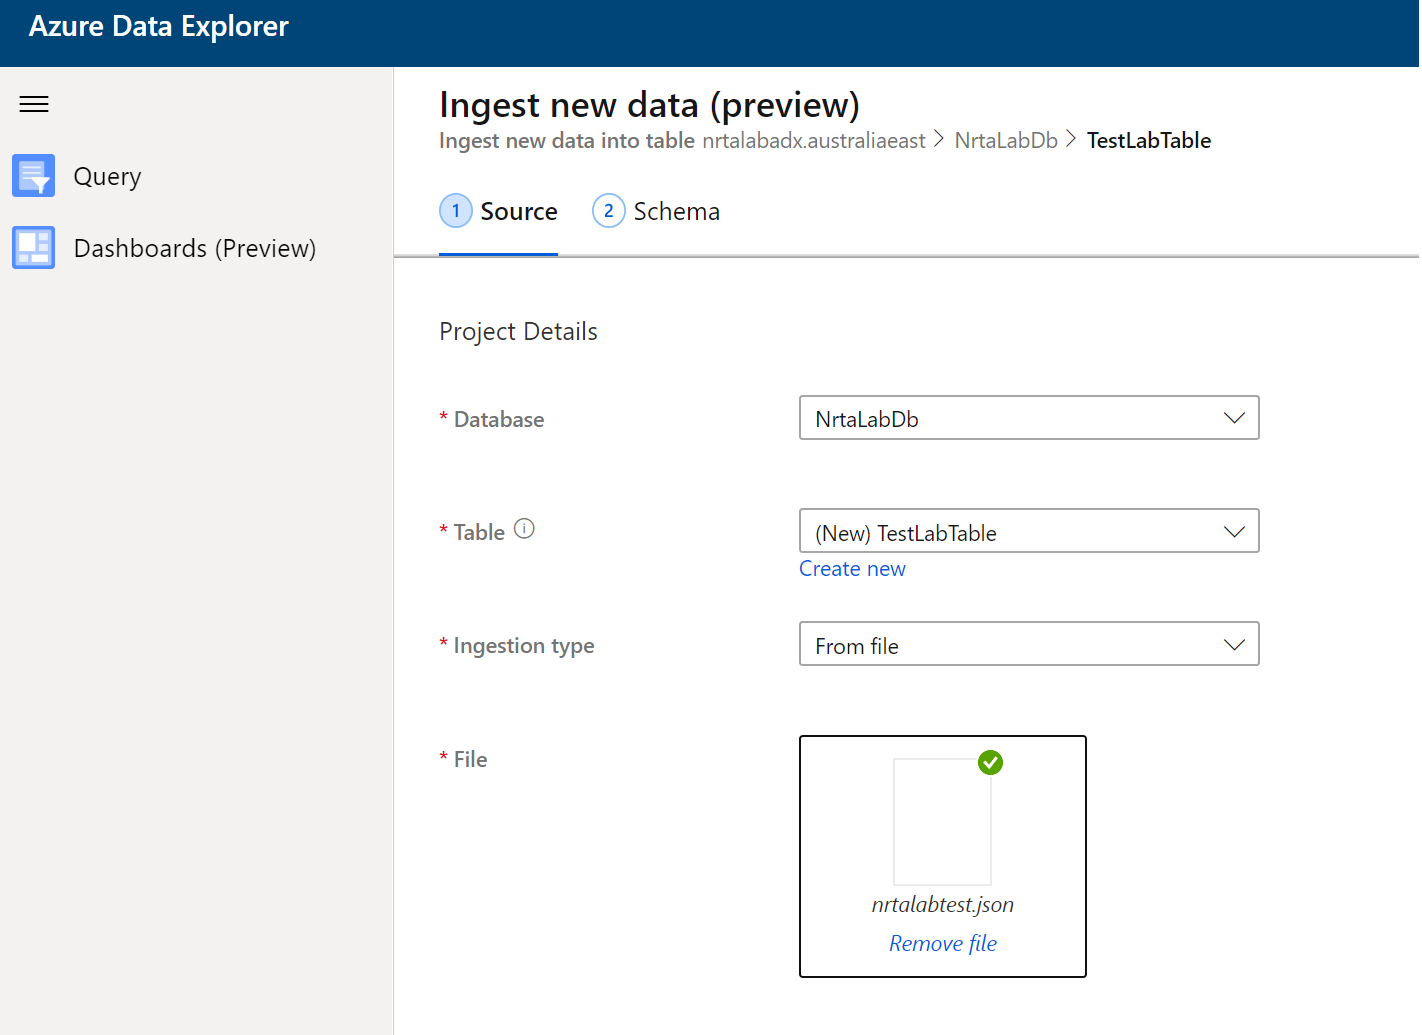 Azure Data Explorer
Query
Dashboards (Preview)
Ingest new data (preview)
Ingest new data into table nrtalabadx.australiaeast > NrtaLabDb > TestLabTable
1 Source 2 Schema
Project Details
* Database NrtaLabDb
* Table (New) TestLabTable
Create new
* Ingestion type From file
* File
nrtalabtest.json
Remove file